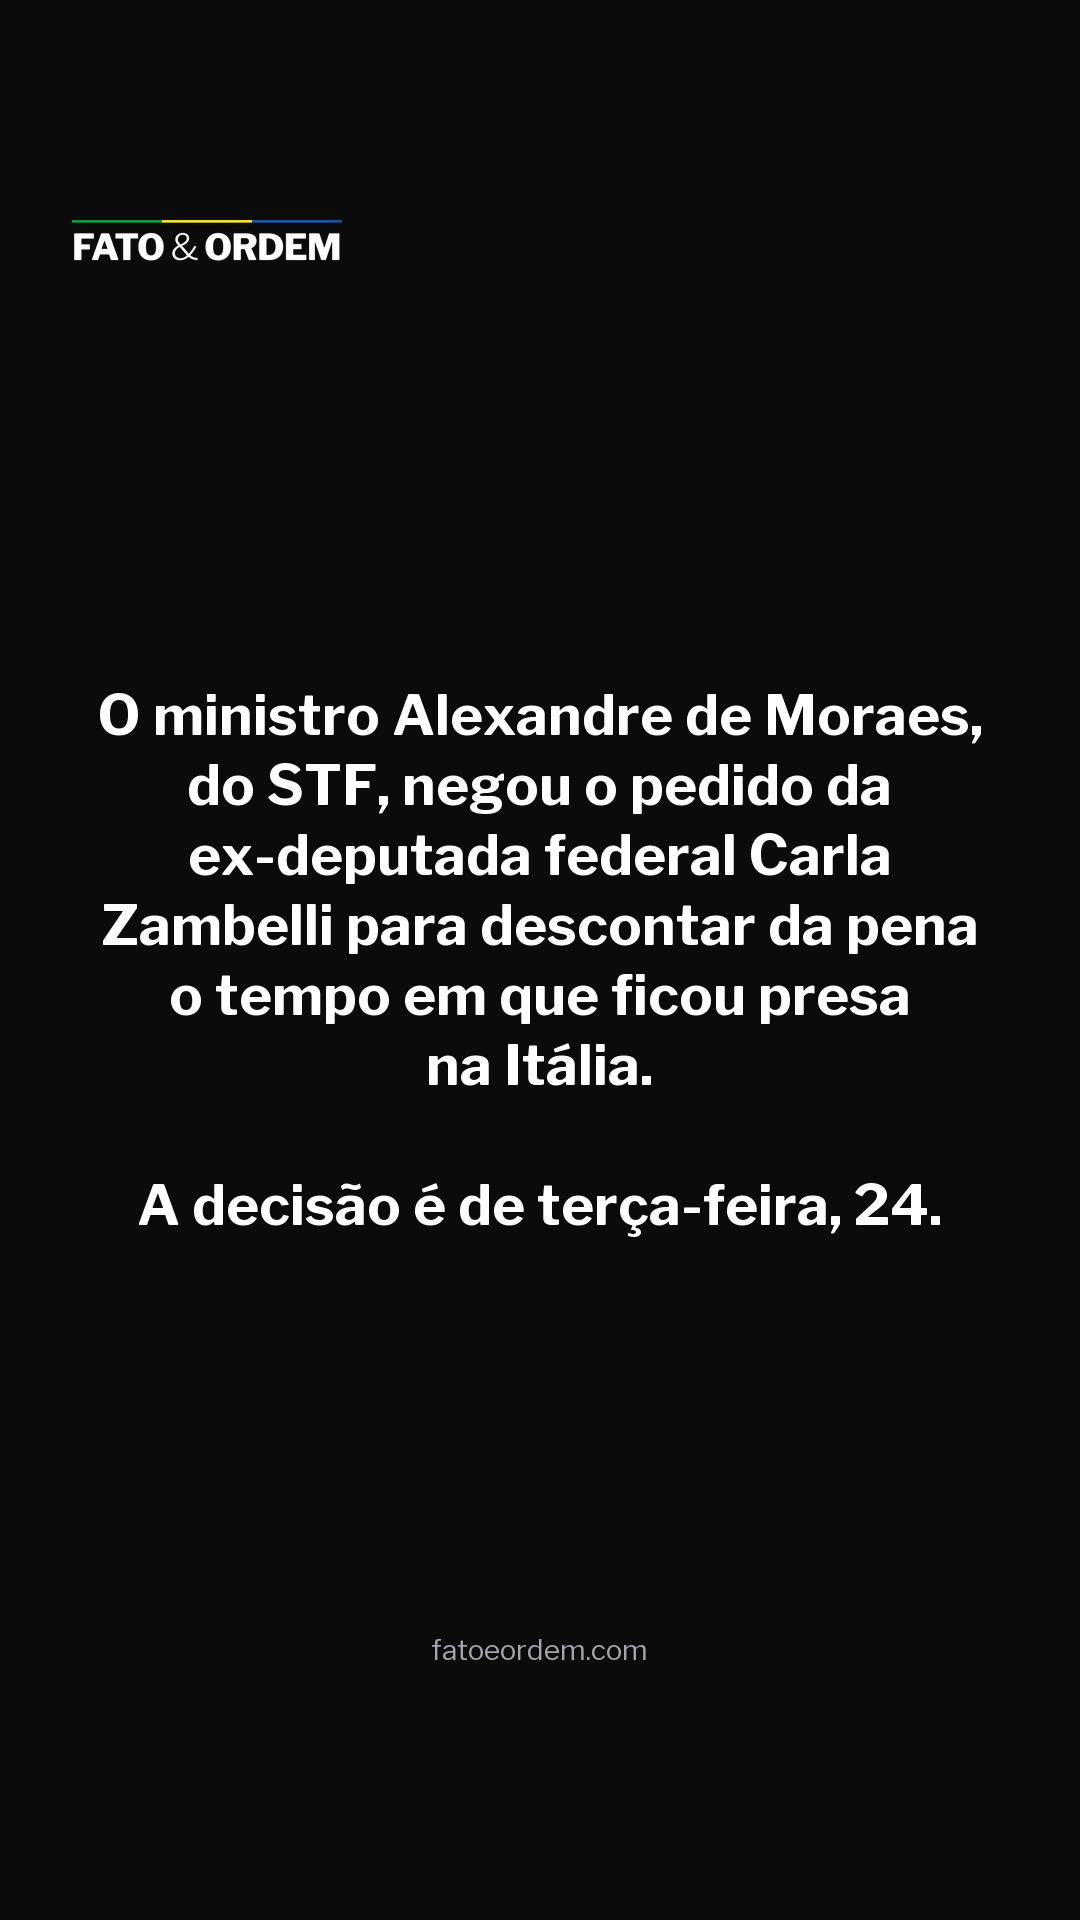 FATO & ORDEM
O ministro Alexandre de Moraes,
do STF, negou o pedido da
ex-deputada federal Carla
Zambelli para descontar da pena
o tempo em que ficou presa
na Itália.
A decisão é de terça-feira, 24.
fatoeordem.com